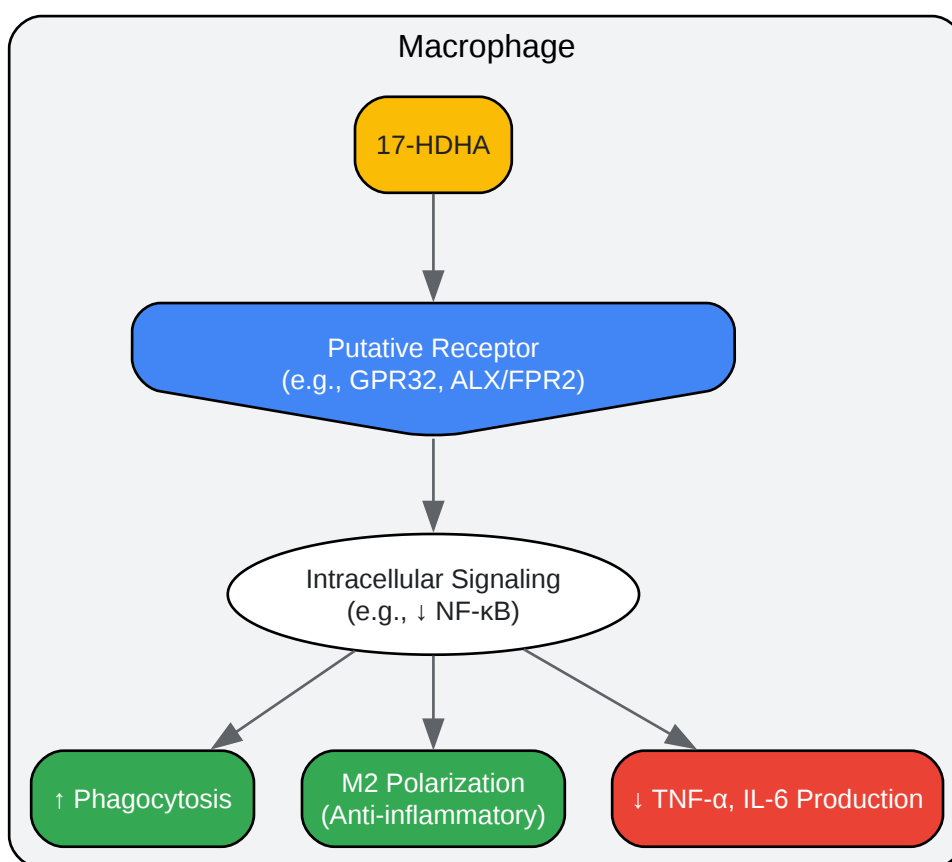 Macrophage
17-HDHA
Putative Receptor
(e.g., GPR32, ALX/FPR2)
Intracellular Signaling
(e.g., ↓ NF-κB)
↑ Phagocytosis
M2 Polarization
(Anti-inflammatory)
↓ TNF-α, IL-6 Production